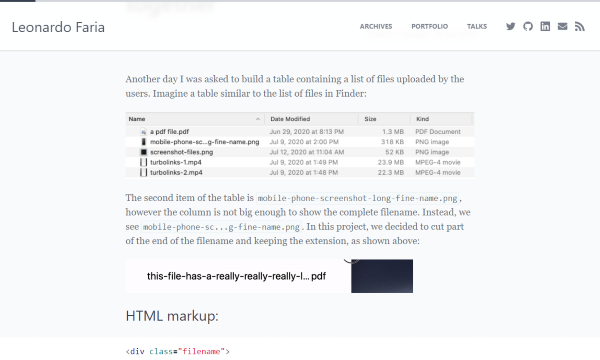 together
Leonardo Faria ARCHIVES PORTFOLIO TALKS
Another day I was asked to build a table containing a list of files uploaded by the
users. Imagine a table similar to the list of files in Finder:
Name Date Modified Size Kind
a pdf file.pdf Jun 29, 2020 at 8:13 PM 1.3 MB PDF Document
mobile-phone-sc...g-fine-name.png Jul 9, 2020 at 2:00 PM 318 KB PNG image
screenshot-files.png Jul 12, 2020 at 11:04 AM 52 KB PNG image
turbolinks-1.mp4 Jul 9, 2020 at 1:49 PM 23.9 MB MPEG-4 movie
turbolinks-2.mp4 Jul 9, 2020 at 1:48 PM 22.3 MB MPEG-4 movie
The second item of the table is mobile-phone-screenshot-long-fine-name.png,
however the column is not big enough to show the complete filename. Instead, we
see mobile-phone-sc...g-fine-name.png. In this project, we decided to cut part
of the end of the filename and keeping the extension, as shown above:
this-file-has-a-really-really-really-l... pdf
HTML markup:
<div class="filename">